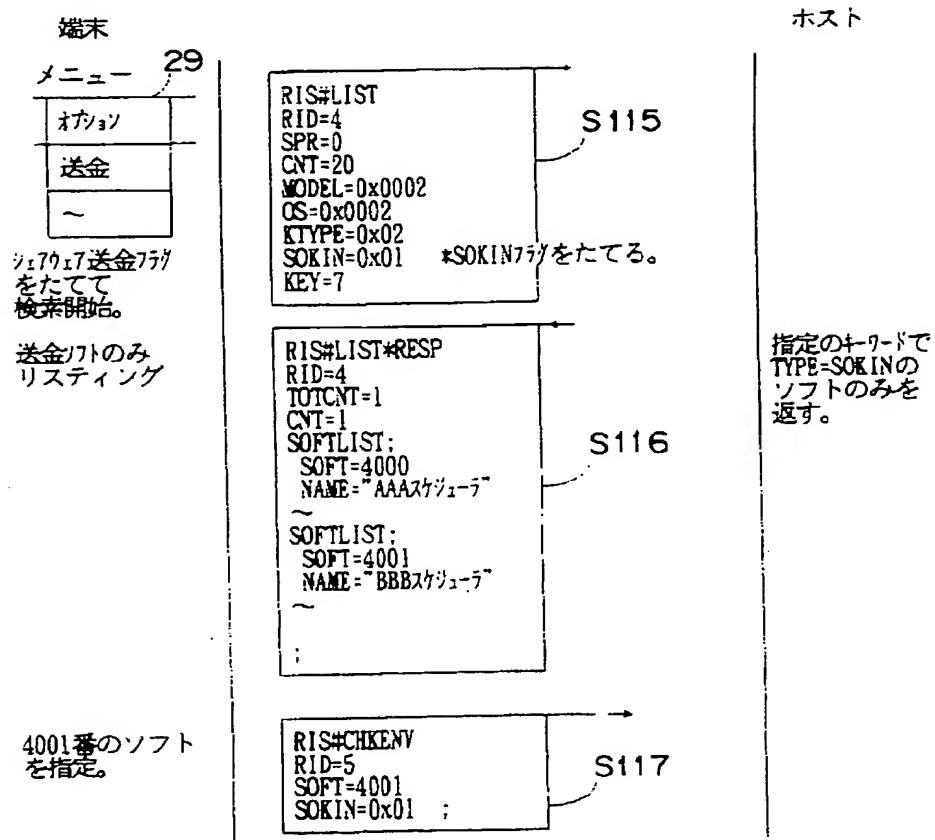 端末
ホスト
メニュー
29
オプション
送金
~
シェアウェア送金フラグ
をたてて
検索開始。
RIS#LIST
RID=4
SPR=0
CNT=20
MODEL=0x0002
OS=0x0002
KTYPE=0x02
SOKIN=0x01 *SOKINフラグをたてる。
KEY=7
S115
送金ソフトのみ
リスティング
RIS#LIST*RESP
RID=4
TOTCNT=1
CNT=1
SOFTLIST;
SOFT=4000
NAME="AAAスケジューラ"
~
SOFTLIST;
SOFT=4001
NAME="BBBスケジューラ"
~
;
S116
指定のキーワードで
TYPE=SOKINの
ソフトのみを
返す。
4001番のソフト
を指定。
RIS#CHKENV
RID=5
SOFT=4001
SOKIN=0x01 ;
S117